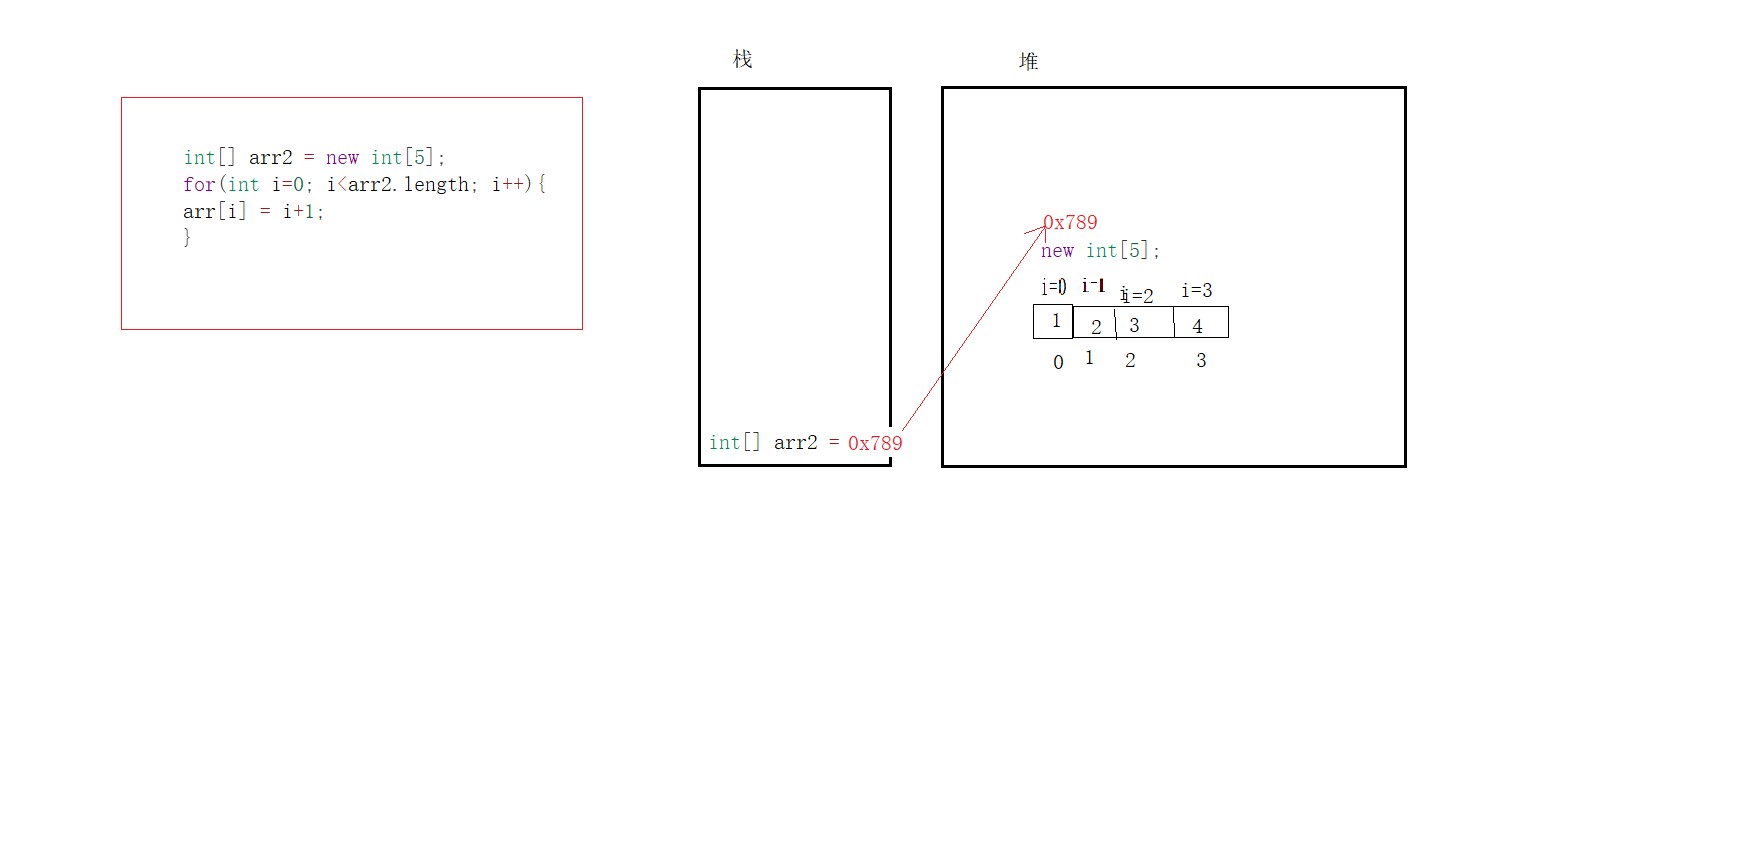 栈
堆
int[] arr2 = new int[5];
for(int i=0; i<arr2.length; i++){
arr[i] = i+1;
}
0x789
new int[5];
i=0 i=1 i=2 i=3
1 2 3 4
0 1 2 3
int[] arr2 = 0x789